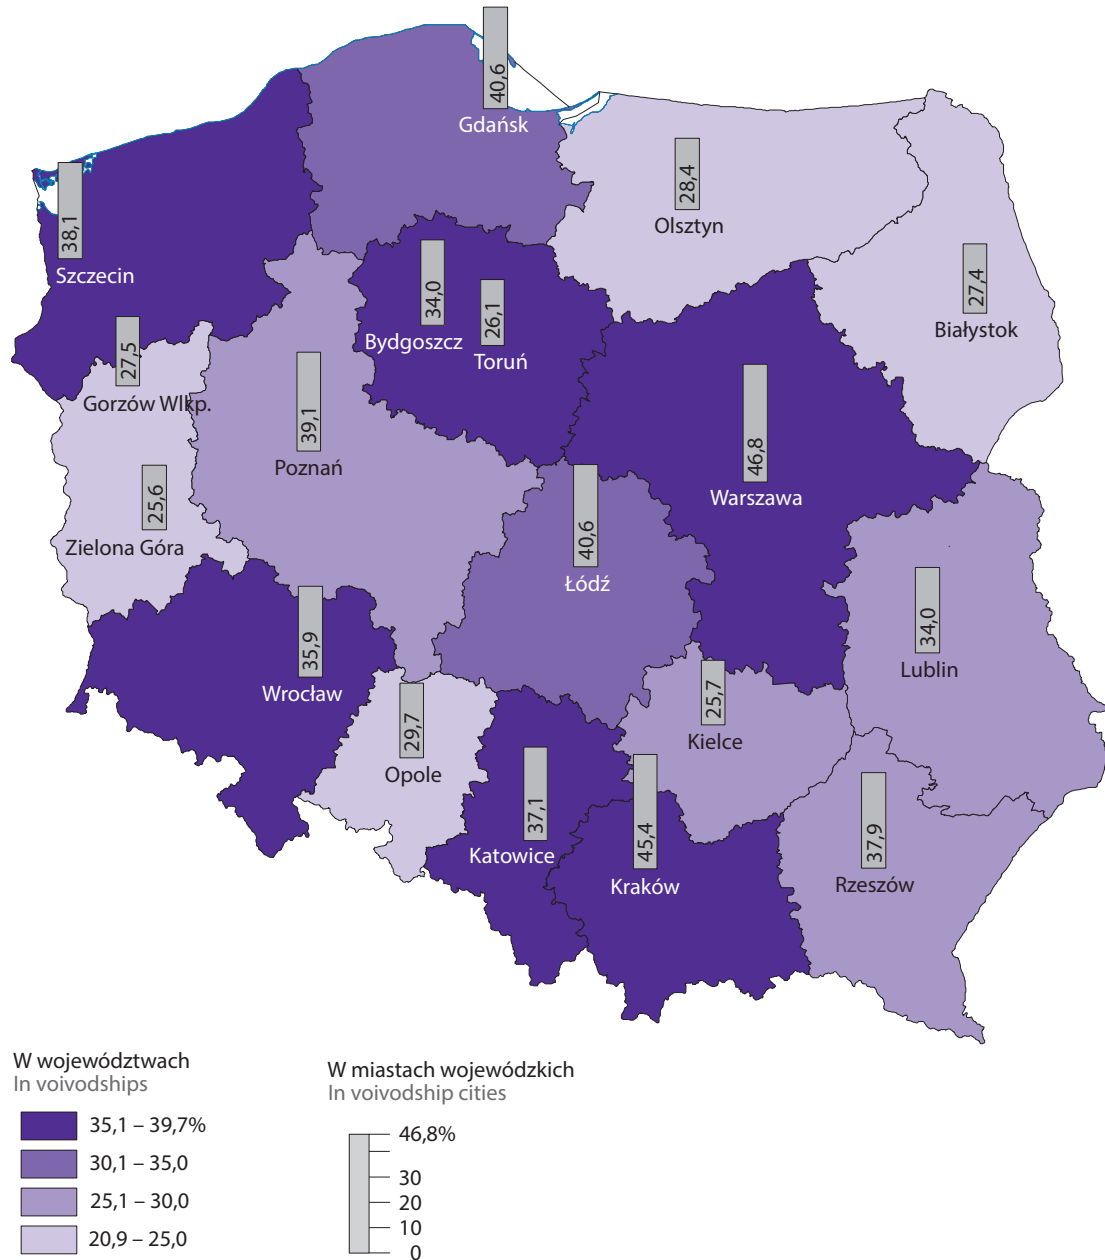 40,6
Gdańsk
28,4
Olsztyn
38,1
Szczecin
34,0
Bydgoszcz
26,1
Toruń
27,4
Białystok
27,5
Gorzów Wlkp.
39,1
Poznań
46,8
Warszawa
25,6
Zielona Góra
40,6
Łódź
34,0
Lublin
35,9
Wrocław
25,7
Kielce
29,7
Opole
37,1
Katowice
45,4
Kraków
37,9
Rzeszów
W województwach
In voivodships
35,1 – 39,7%
30,1 – 35,0
25,1 – 30,0
20,9 – 25,0
W miastach wojewódzkich
In voivodship cities
46,8%
30
20
10
0